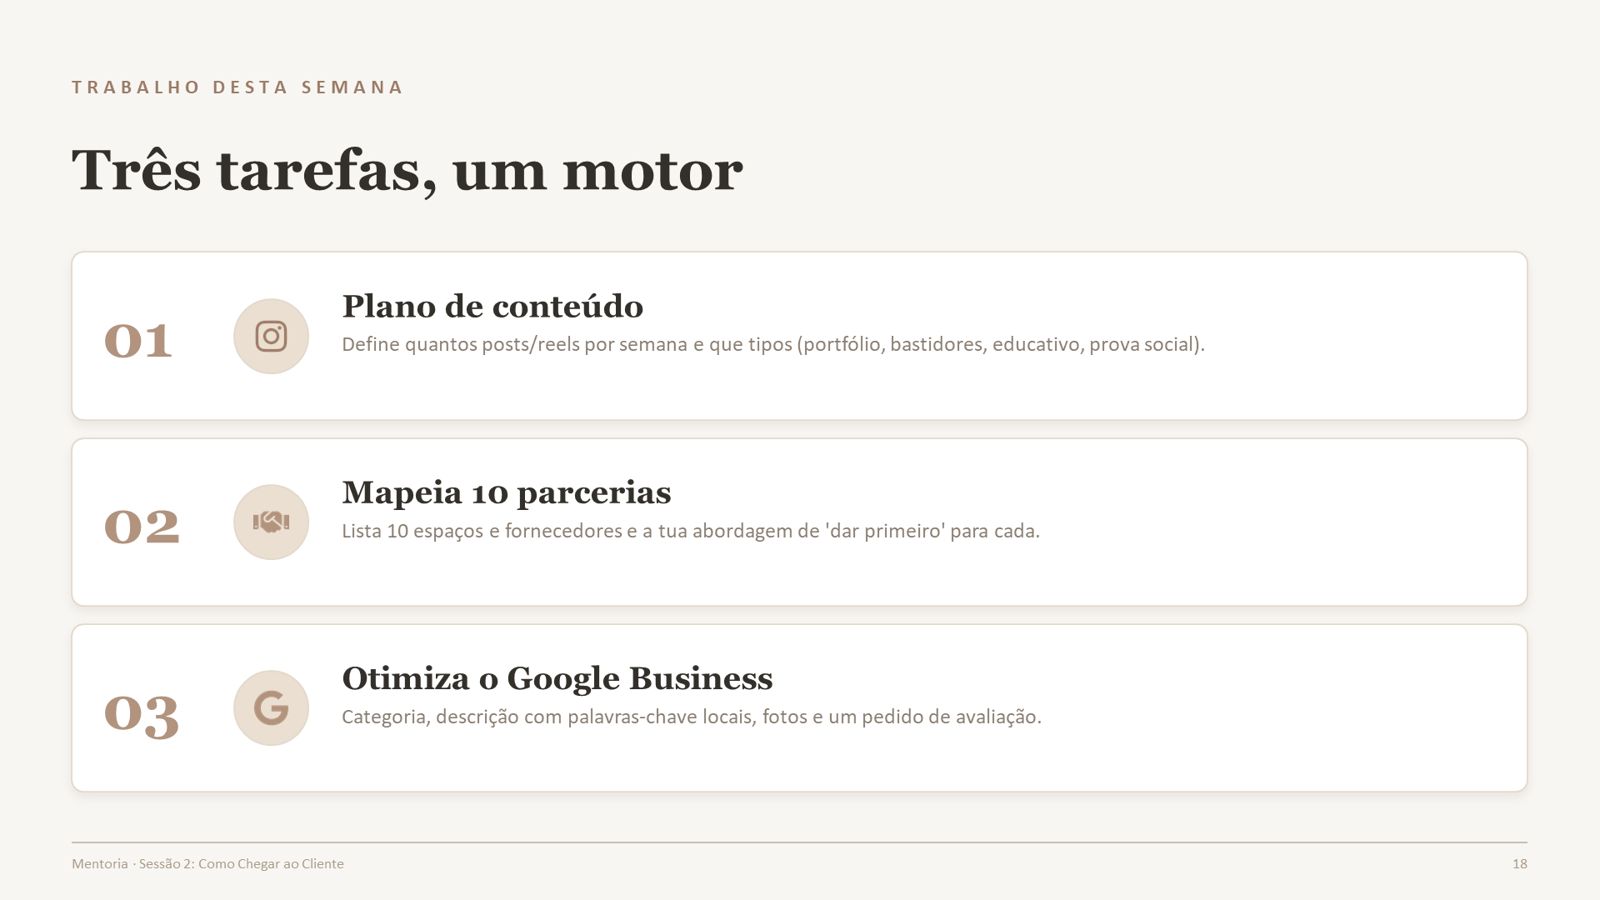 TRABALHO DESTA SEMANA
Três tarefas, um motor
01
Plano de conteúdo
Define quantos posts/reels por semana e que tipos (portfólio, bastidores, educativo, prova social).
02
Mapeia 10 parcerias
Lista 10 espaços e fornecedores e a tua abordagem de 'dar primeiro' para cada.
03
Otimiza o Google Business
Categoria, descrição com palavras-chave locais, fotos e um pedido de avaliação.
Mentoria · Sessão 2: Como Chegar ao Cliente
18